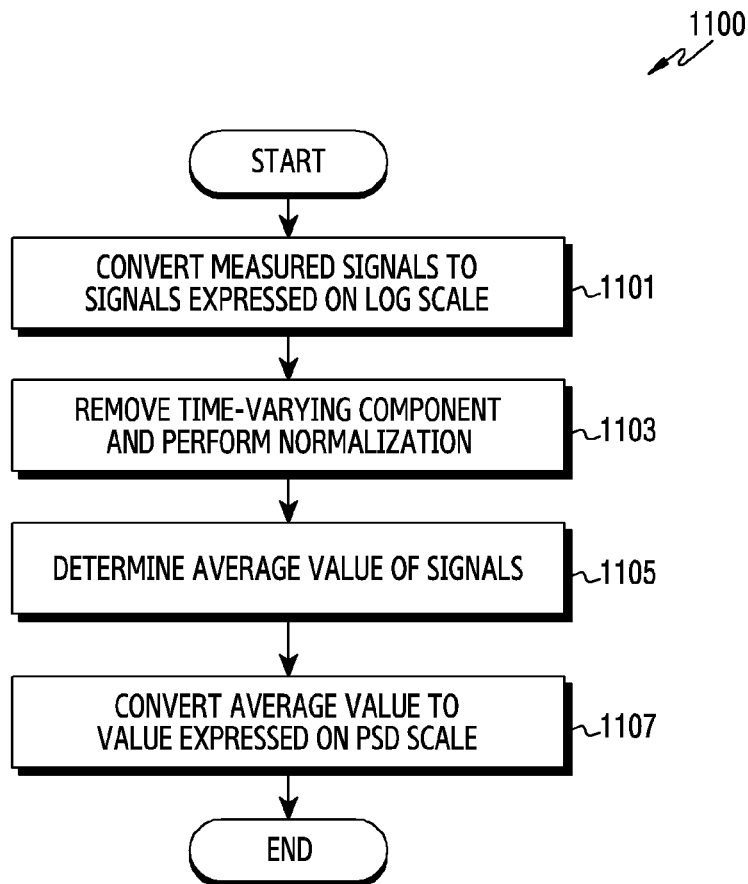 1100
START
CONVERT MEASURED SIGNALS TO
SIGNALS EXPRESSED ON LOG SCALE
1101
REMOVE TIME-VARYING COMPONENT
AND PERFORM NORMALIZATION
1103
DETERMINE AVERAGE VALUE OF SIGNALS
1105
CONVERT AVERAGE VALUE TO
VALUE EXPRESSED ON PSD SCALE
1107
END